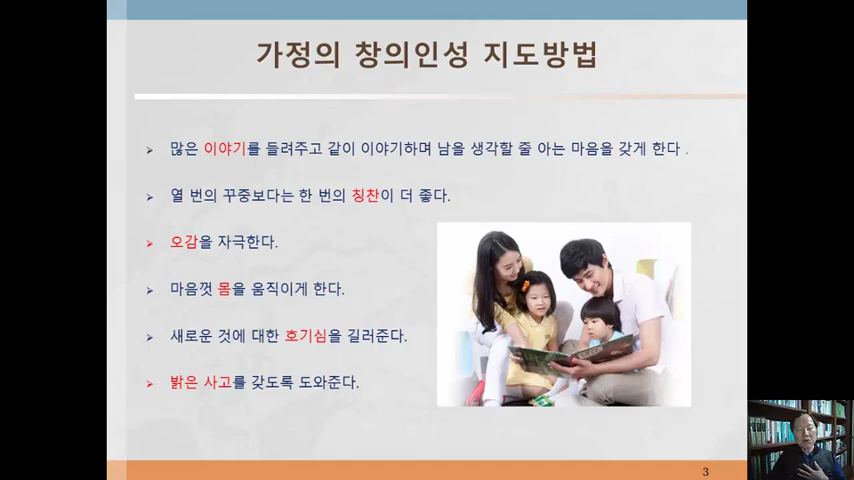 가정의 창의인성 지도방법
많은 이야기를 들려주고 같이 이야기하며 남을 생각할 줄 아는 마음을 갖게 한다 .
열 번의 꾸중보다는 한 번의 칭찬이 더 좋다.
오감을 자극한다.
마음껏 몸을 움직이게 한다.
새로운 것에 대한 호기심을 길러준다.
밝은 사고를 갖도록 도와준다.
3